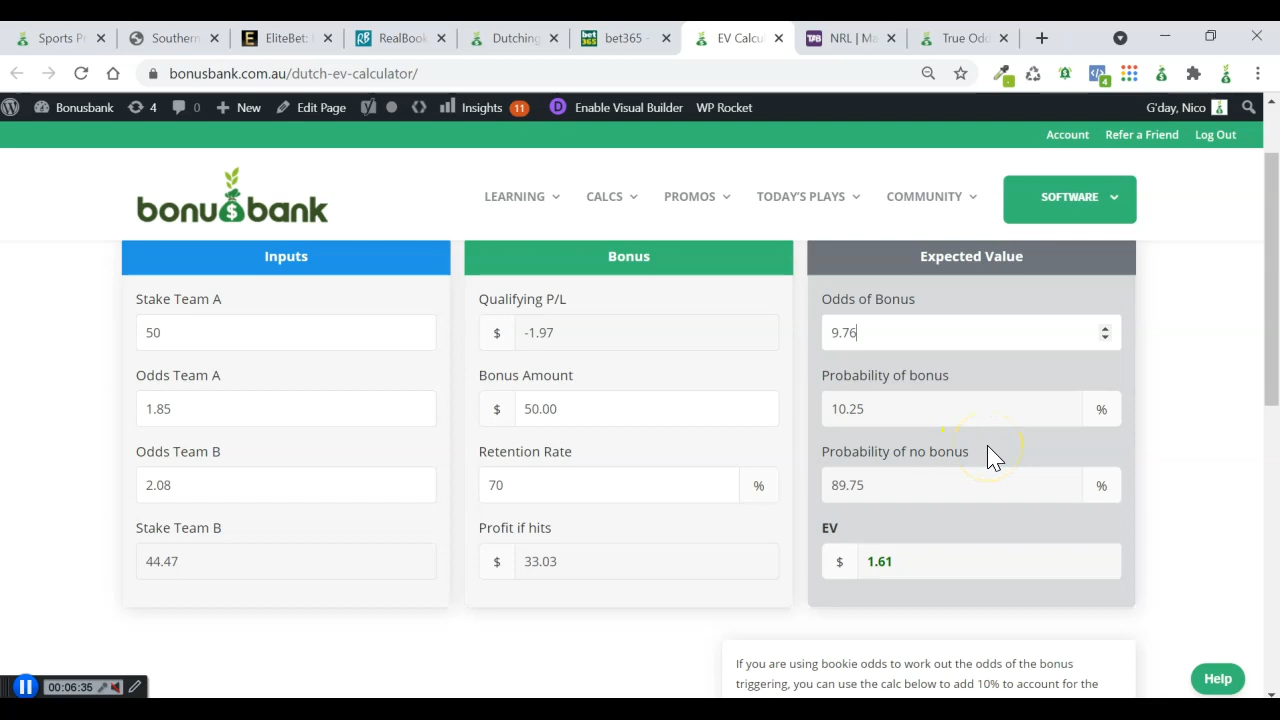 Sports P
Southern
EliteBet:
RealBook
Dutching
bet365 -
EV Calcu
NRL | Ma
True Odd
bonusbank.com.au/dutch-ev-calculator/
4
Bonusbank
4
0
New
Edit Page
Insights
11
Enable Visual Builder
WP Rocket
G'day, Nico
Account
Refer a Friend
Log Out
bonu$bank
LEARNING
CALCS
PROMOS
TODAY'S PLAYS
COMMUNITY
SOFTWARE
Inputs
Stake Team A
50
Odds Team A
1.85
Odds Team B
2.08
Stake Team B
44.47
Bonus
Qualifying P/L
$ -1.97
Bonus Amount
$ 50.00
Retention Rate
70 %
Profit if hits
$ 33.03
Expected Value
Odds of Bonus
9.76
Probability of bonus
10.25 %
Probability of no bonus
89.75 %
EV
$ 1.61
If you are using bookie odds to work out the odds of the bonus
triggering, you can use the calc below to add 10% to account for the
Help
00:06:35